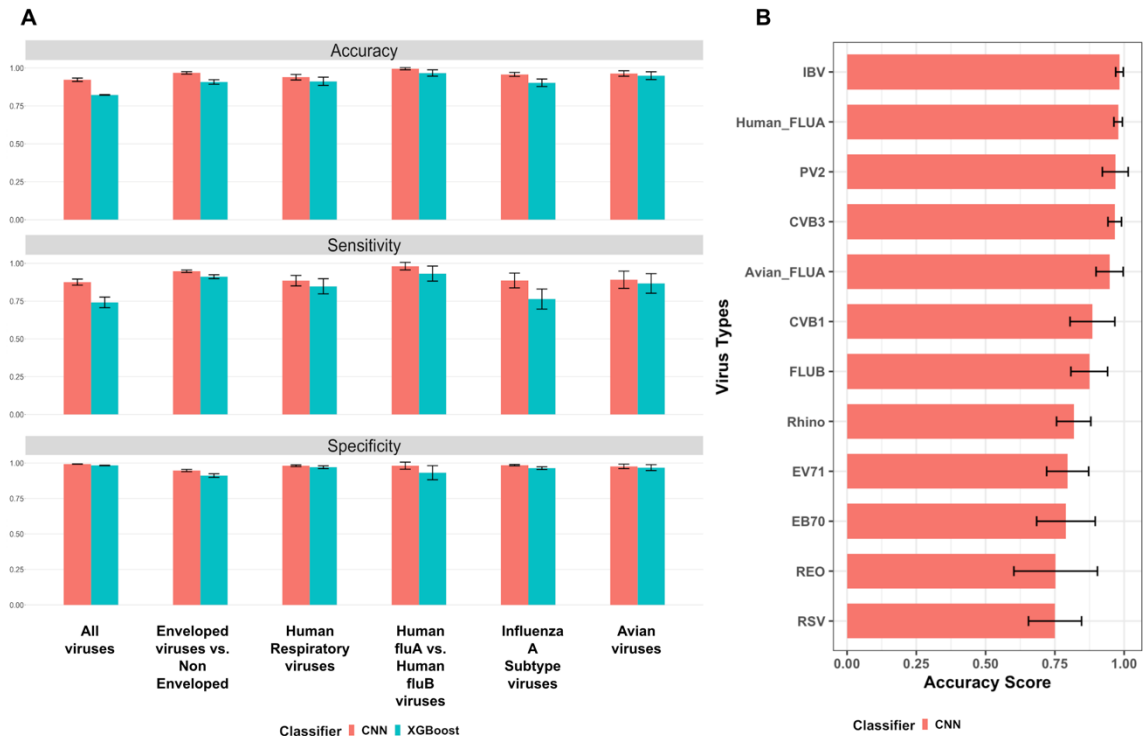 A
Accuracy
1.00
0.75
0.50
0.25
0.00
Sensitivity
1.00
0.75
0.50
0.25
0.00
Specificity
1.00
0.75
0.50
0.25
0.00
All
viruses
Enveloped
viruses vs.
Non
Enveloped
Human
Respiratory
viruses
Human
fluA vs.
Human
fluB
viruses
Influenza
A
Subtype
viruses
Avian
viruses
Classifier CNN XGBoost
B
Virus Types
IBV
Human_FLUA
PV2
CVB3
Avian_FLUA
CVB1
FLUB
Rhino
EV71
EB70
REO
RSV
0.00 0.25 0.50 0.75 1.00
Accuracy Score
Classifier CNN